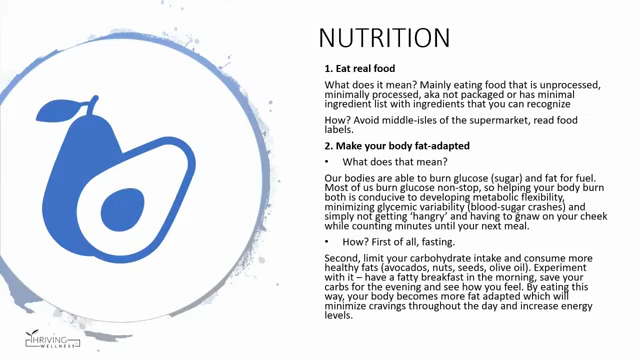 NUTRITION
1. Eat real food
What does it mean? Mainly eating food that is unprocessed,
minimally processed, aka not packaged or has minimal
ingredient list with ingredients that you can recognize
How? Avoid middle-isles of the supermarket, read food
labels.
2. Make your body fat-adapted
• What does that mean?
Our bodies are able to burn glucose (sugar) and fat for fuel.
Most of us burn glucose non-stop, so helping your body burn
both is conducive to developing metabolic flexibility,
minimizing glycemic variability (blood-sugar crashes) and
simply not getting ‘hangry’ and having to gnaw on your cheek
while counting minutes until your next meal.
• How? First of all, fasting.
Second, limit your carbohydrate intake and consume more
healthy fats (avocados, nuts, seeds, olive oil). Experiment
with it – have a fatty breakfast in the morning, save your
carbs for the evening and see how you feel. By eating this
way, your body becomes more fat adapted which will
minimize cravings throughout the day and increase energy
levels.
THRIVING
WELLNESS